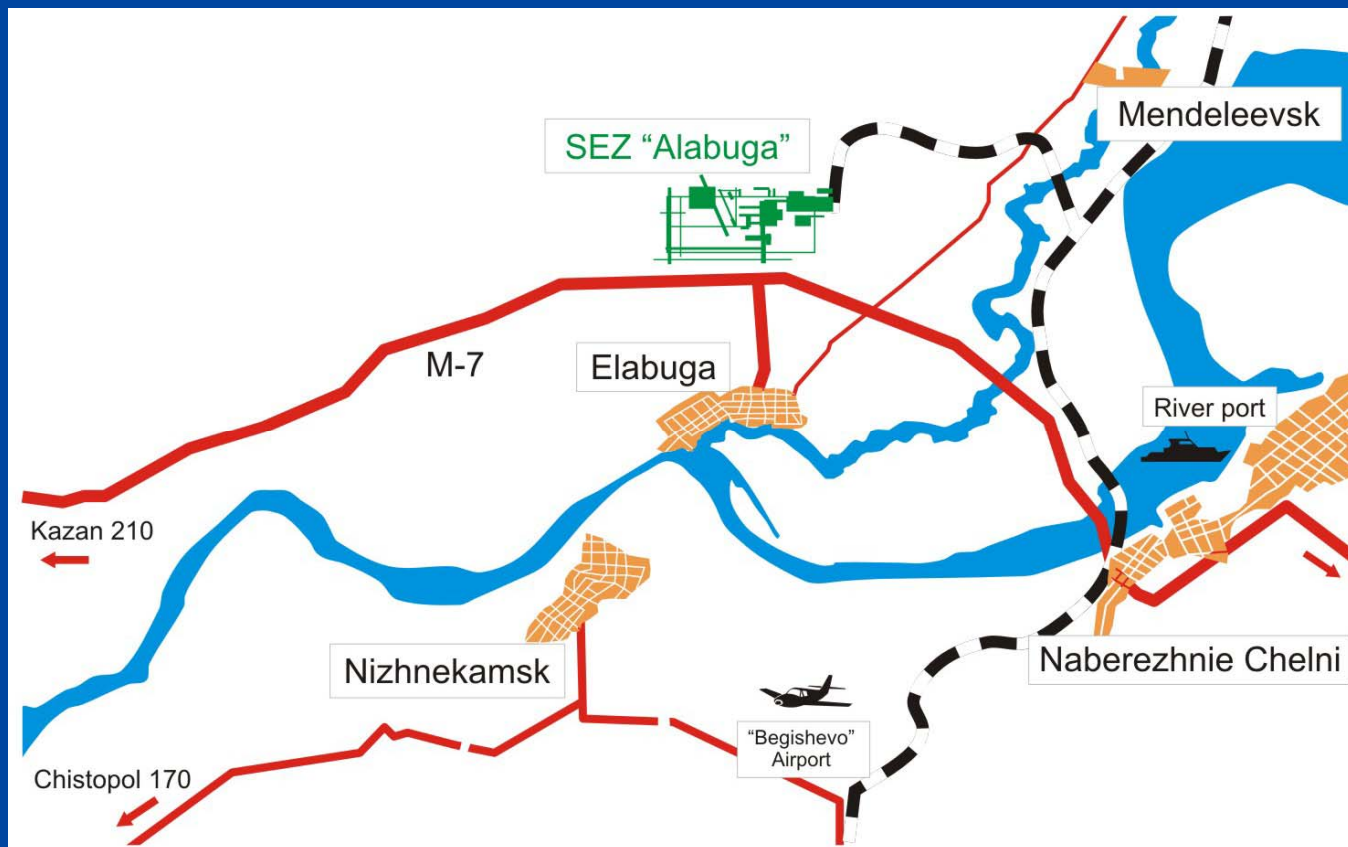 Mendeleevsk
SEZ "Alabuga"
M-7
Elabuga
River port
Kazan 210
Nizhnekamsk
Naberezhnie Chelni
"Begishevo"
Airport
Chistopol 170